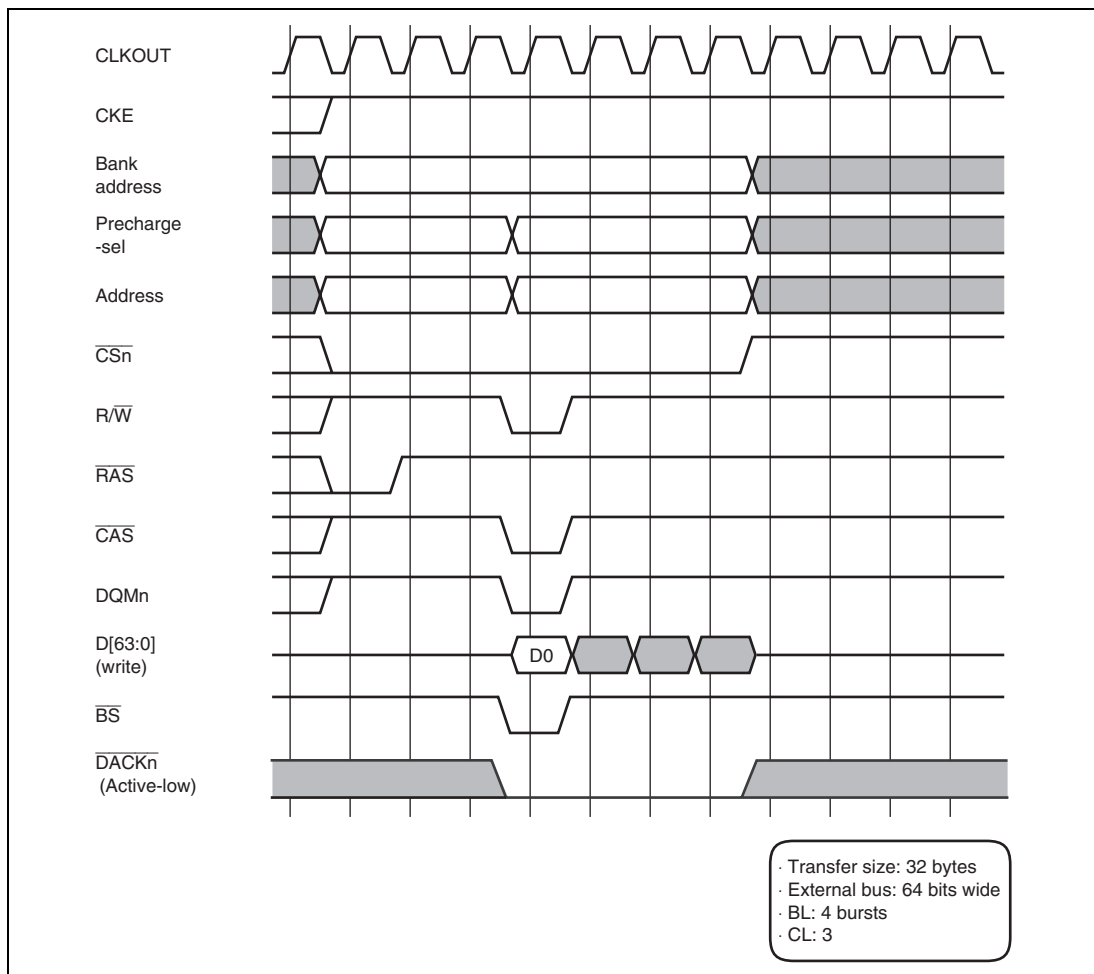 CLKOUT
CKE
Bank
address
Precharge
-sel
Address
CSn
R/W
RAS
CAS
DQMn
D[63:0]
(write)
D0
BS
DACKn
(Active-low)
· Transfer size: 32 bytes
· External bus: 64 bits wide
· BL: 4 bursts
· CL: 3